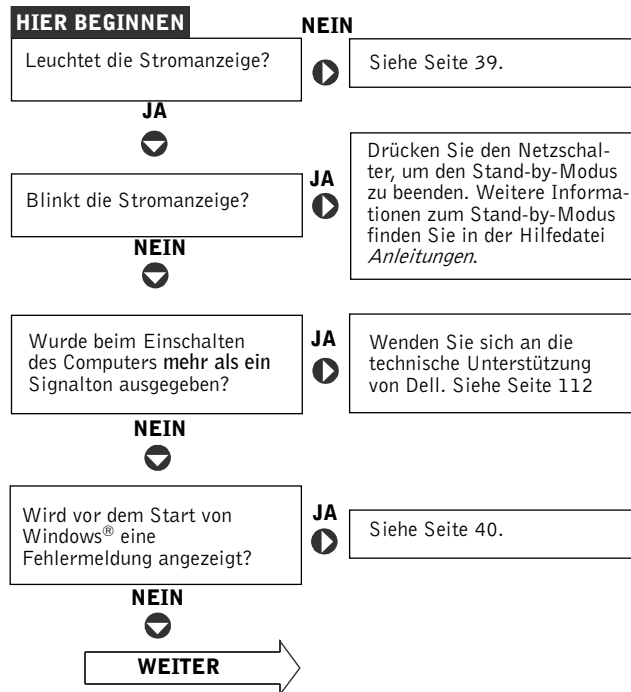 HIER BEGINNEN
NEIN
Leuchtet die Stromanzeige?
Siehe Seite 39.
JA
Blinkt die Stromanzeige?
JA
Drücken Sie den Netzschal-
ter, um den Stand-by-Modus
zu beenden. Weitere Informa-
tionen zum Stand-by-Modus
finden Sie in der Hilfedatei
Anleitungen.
NEIN
Wurde beim Einschalten
des Computers mehr als ein
Signalton ausgegeben?
JA
Wenden Sie sich an die
technische Unterstützung
von Dell. Siehe Seite 112
NEIN
Wird vor dem Start von
Windows® eine
Fehlermeldung angezeigt?
JA
Siehe Seite 40.
NEIN
WEITER